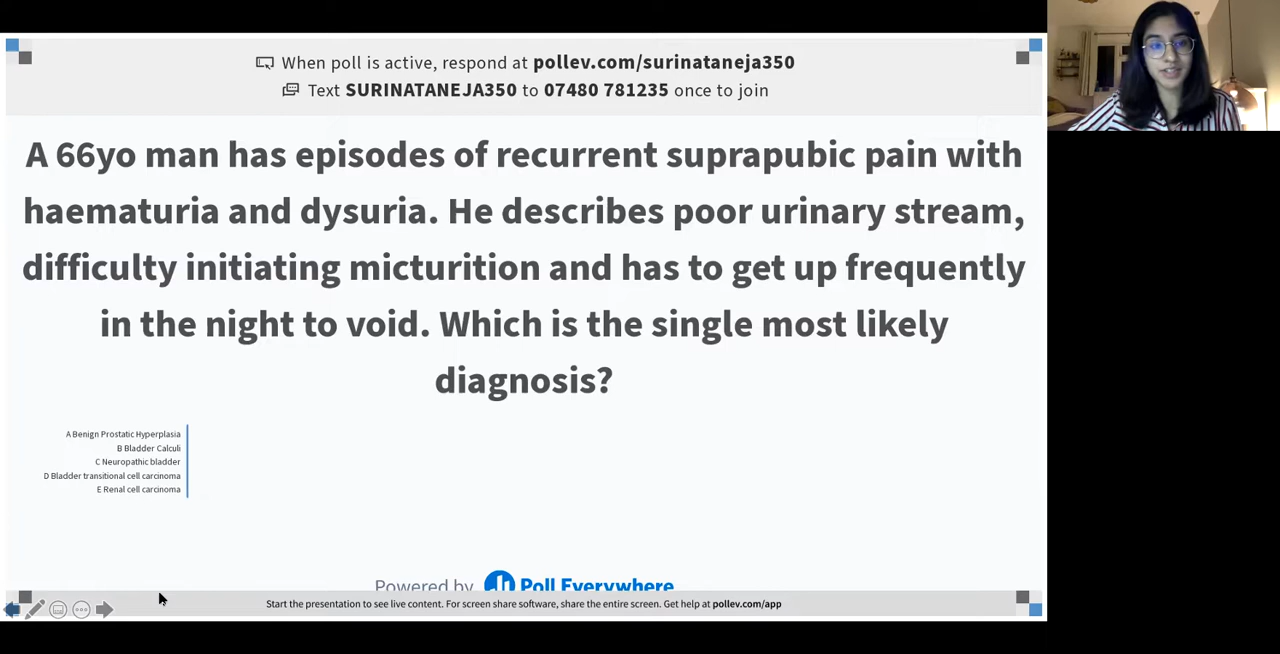 When poll is active, respond at pollev.com/surinataneja350
Text SURINATANEJA350 to 07480 781235 once to join
A 66yo man has episodes of recurrent suprapubic pain with
haematuria and dysuria. He describes poor urinary stream,
difficulty initiating micturition and has to get up frequently
in the night to void. Which is the single most likely
diagnosis?
A Benign Prostatic Hyperplasia
B Bladder Calculi
C Neuropathic bladder
D Bladder transitional cell carcinoma
E Renal cell carcinoma
Powered by Poll Everywhere
Start the presentation to see live content. For screen share software, share the entire screen. Get help at pollev.com/app